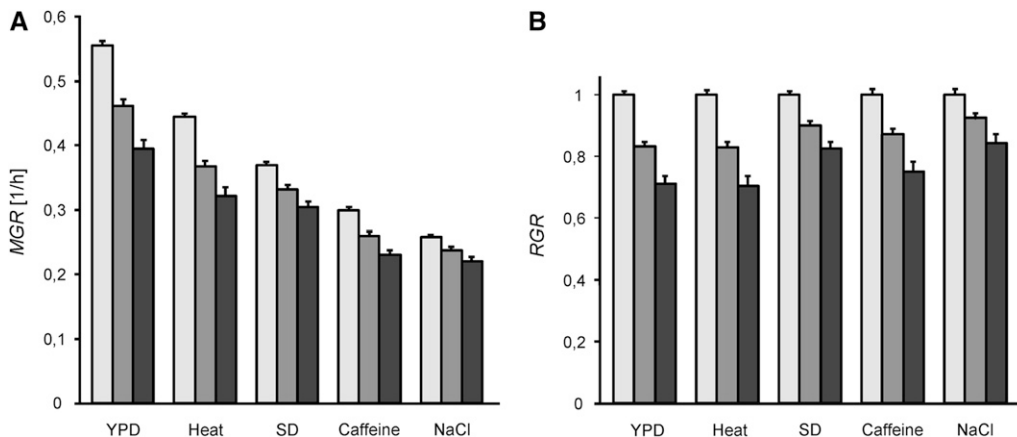 A
MGR [1/h]
0,6
0,5
0,4
0,3
0,2
0,1
0
YPD Heat SD Caffeine NaCl
B
RGR
1
0,8
0,6
0,4
0,2
0
YPD Heat SD Caffeine NaCl